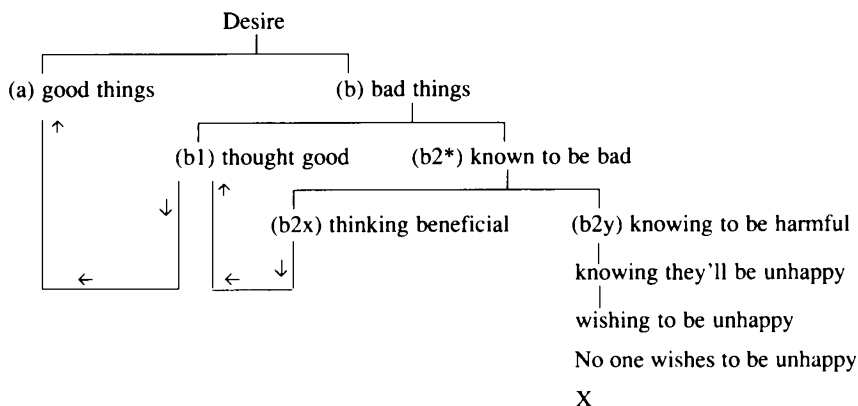 Desire
(a) good things (b) bad things
(b1) thought good (b2*) known to be bad
(b2x) thinking beneficial (b2y) knowing to be harmful
knowing they'll be unhappy
wishing to be unhappy
No one wishes to be unhappy
X